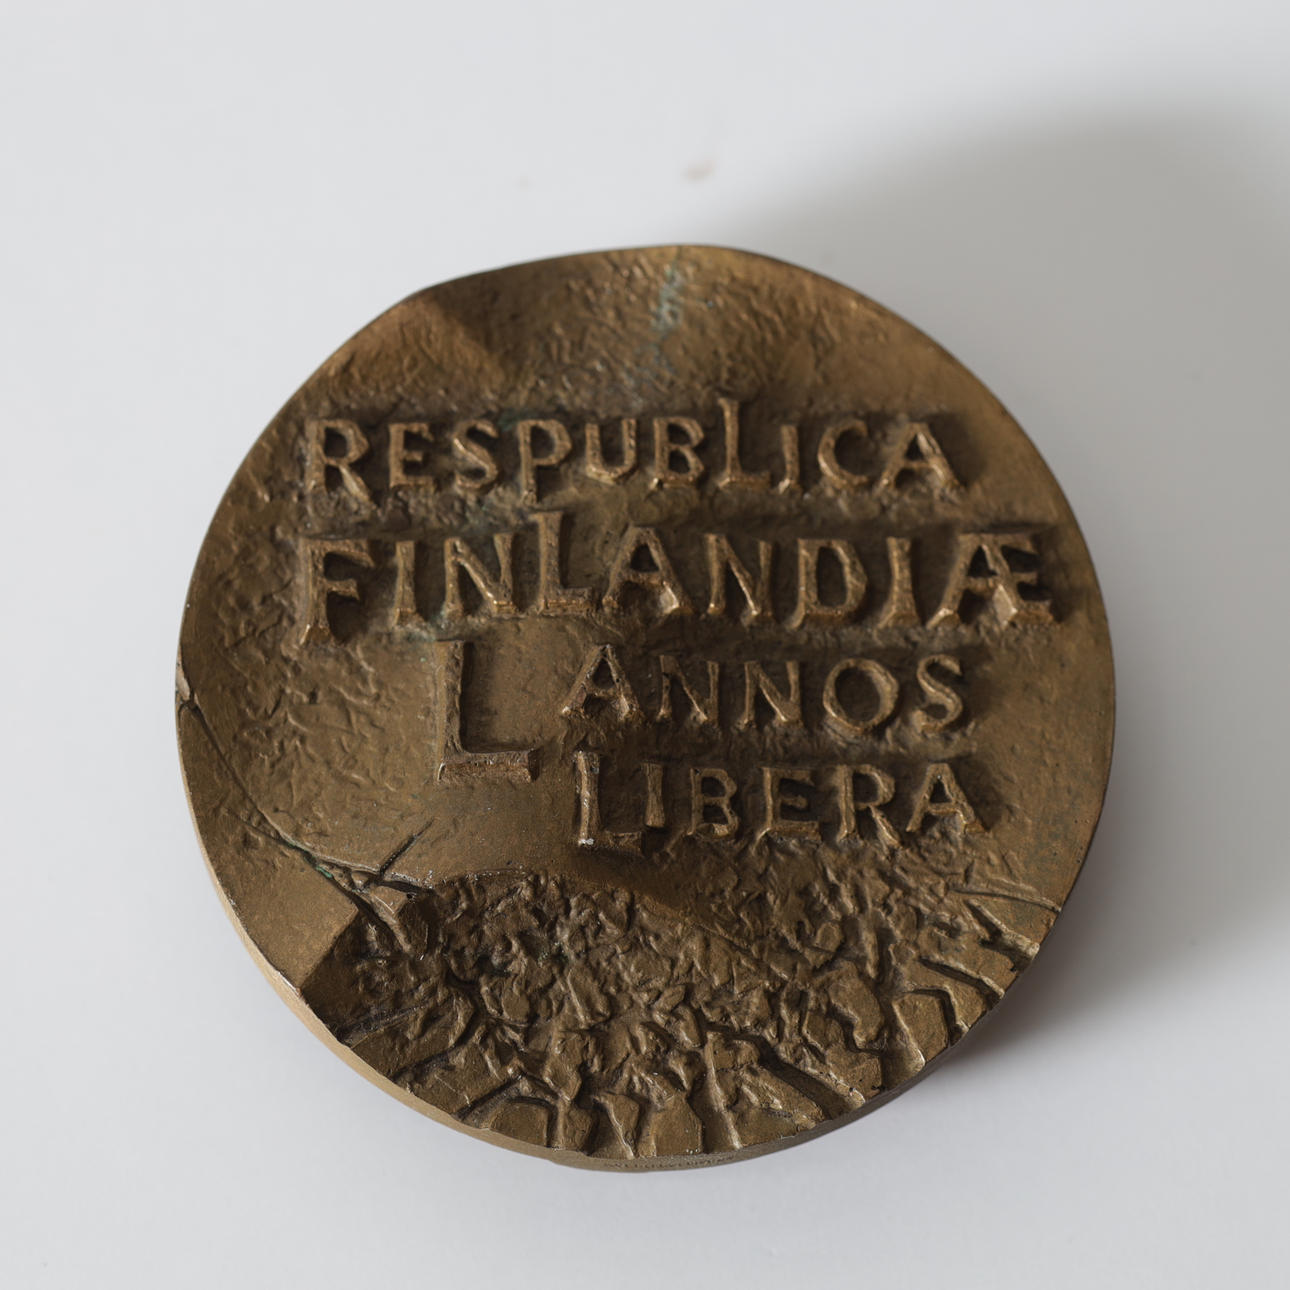 RESPUBLICA
FINLANDIÆ
L ANNOS
LIBERA